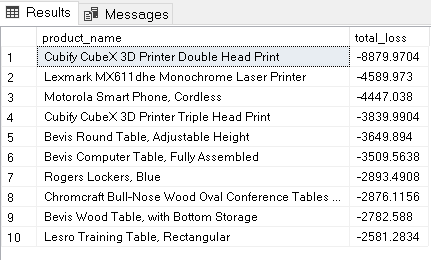 Results Messages
product_name total_loss
1 Cubify CubeX 3D Printer Double Head Print -8879.9704
2 Lexmark MX611dhe Monochrome Laser Printer -4589.973
3 Motorola Smart Phone, Cordless -4447.038
4 Cubify CubeX 3D Printer Triple Head Print -3839.9904
5 Bevis Round Table, Adjustable Height -3649.894
6 Bevis Computer Table, Fully Assembled -3509.5638
7 Rogers Lockers, Blue -2893.4908
8 Chromcraft Bull-Nose Wood Oval Conference Tables ... -2876.1156
9 Bevis Wood Table, with Bottom Storage -2782.588
10 Lesro Training Table, Rectangular -2581.2834